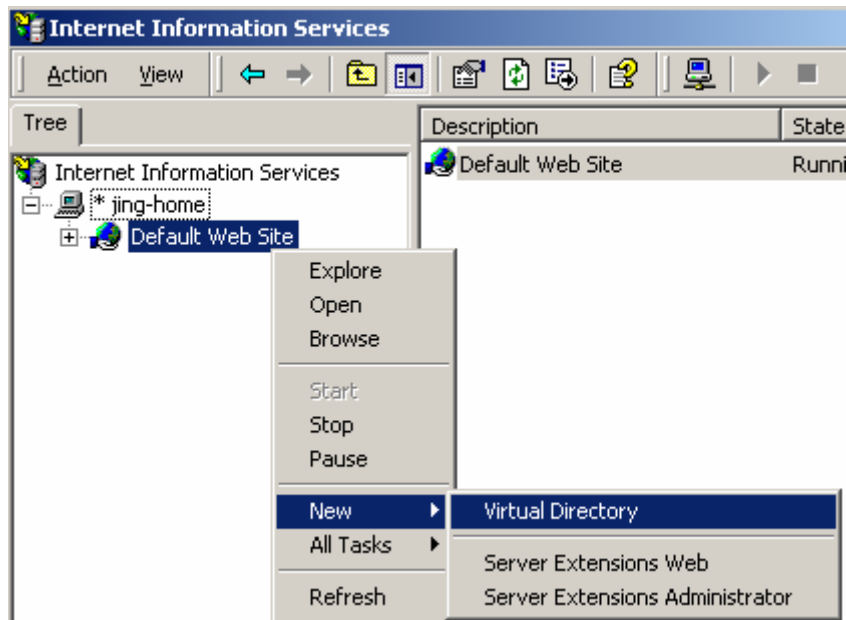 Internet Information Services
Action View
Tree
Description State
Internet Information Services
Default Web Site Runni
* jing-home
Default Web Site
Explore
Open
Browse
Start
Stop
Pause
New
Virtual Directory
All Tasks
Server Extensions Web
Refresh
Server Extensions Administrator